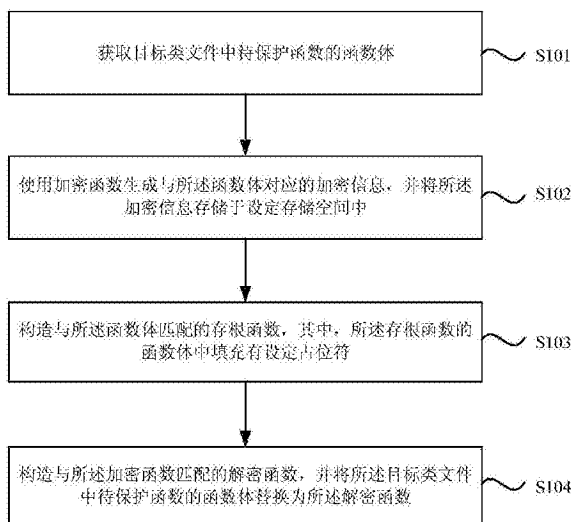 获取目标类文件中待保护函数的函数体
S101
使用加密函数生成与所述函数体对应的加密信息，并将所述
加密信息存储于设定存储空间中
S102
构造与所述函数体匹配的存根函数，其中，所述存根函数的
函数体中填充有设定占位符
S103
构造与所述加密函数匹配的解密函数，并将所述目标类文件
中待保护函数的函数体替换为所述解密函数
S104